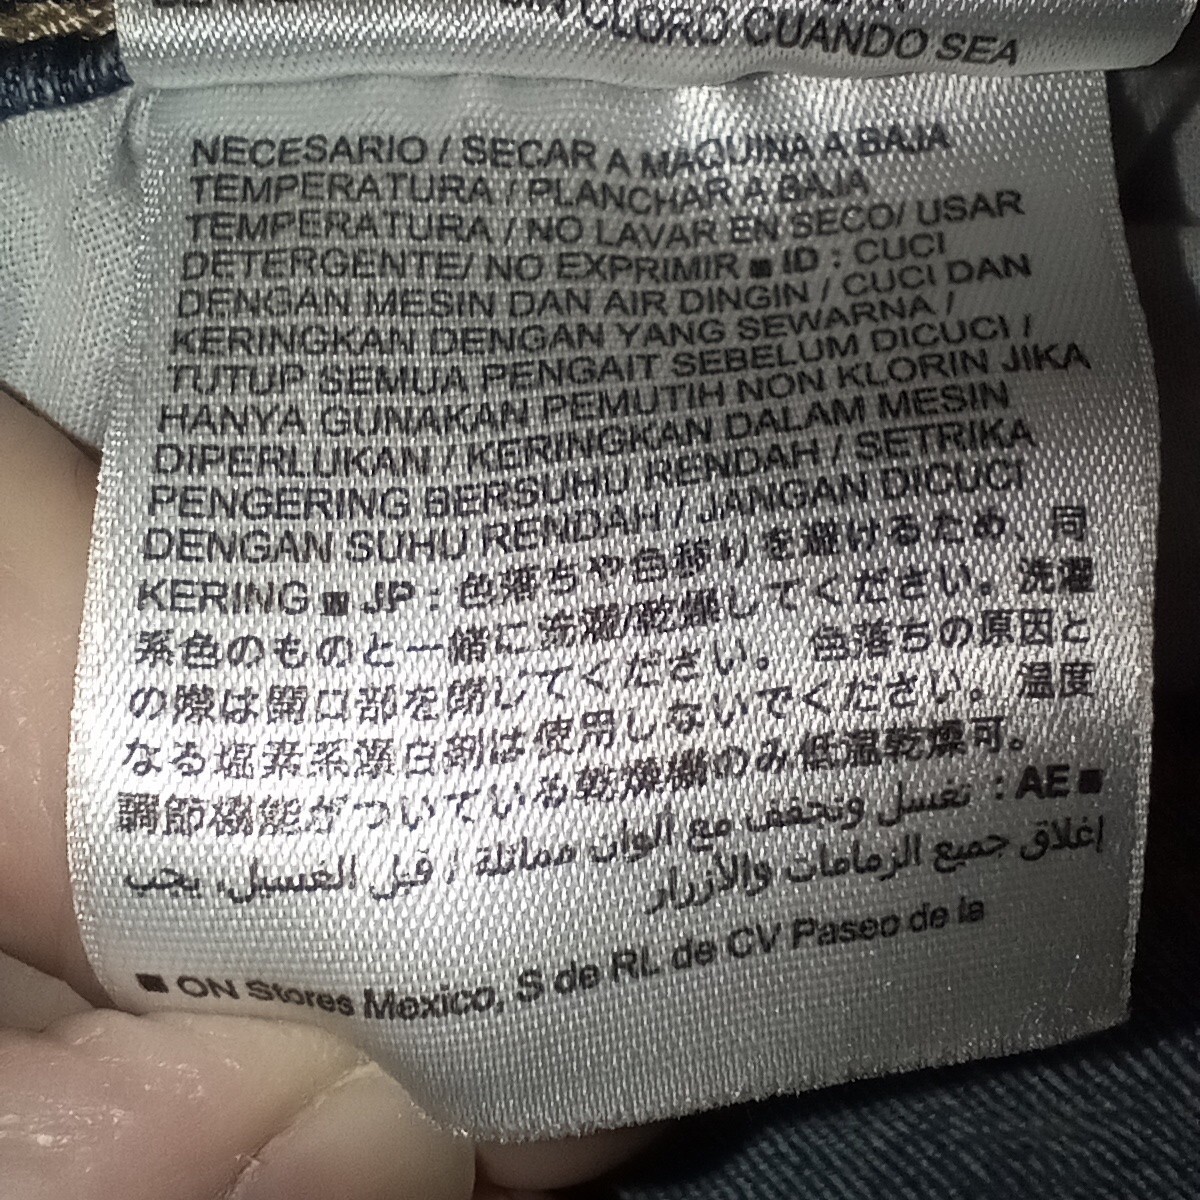 CLORO CUANDO SEA
NECESARIO / SECAR A MAQUINA A BAJA
TEMPERATURA / PLANCHAR A BAJA
TEMPERATURA / NO LAVAR EN SECO/ USAR
DETERGENTE/ NO EXPRIMIR ■ ID : CUCI
DENGAN MESIN DAN AIR DINGIN / CUCI DAN
KERINGKAN DENGAN YANG SEWARNA /
TUTUP SEMUA PENGAIT SEBELUM DICUCI /
HANYA GUNAKAN PEMUTIH NON KLORIN JIKA
DIPERLUKAN / KERINGKAN DALAM MESIN
PENGERING BERSUHU RENDAH / SETRIKA
DENGAN SUHU RENDAH / JANGAN DICUCI
KERING ■ JP : 色落ちや色移りを避けるため、同
系色のものと一緒に洗濯/乾燥してください。洗濯
の際は開口部を閉じてください。色落ちの原因と
なる塩素系漂白剤は使用しないでください。温度
調節機能がついている乾燥機のみ低温乾燥可。
■ AE : تغسل وتجفف مع ألوان مماثلة / قبل الغسيل، يجب
إغلاق جميع الزمامات والأزرار
■ ON Stores Mexico, S de RL de CV Paseo de la